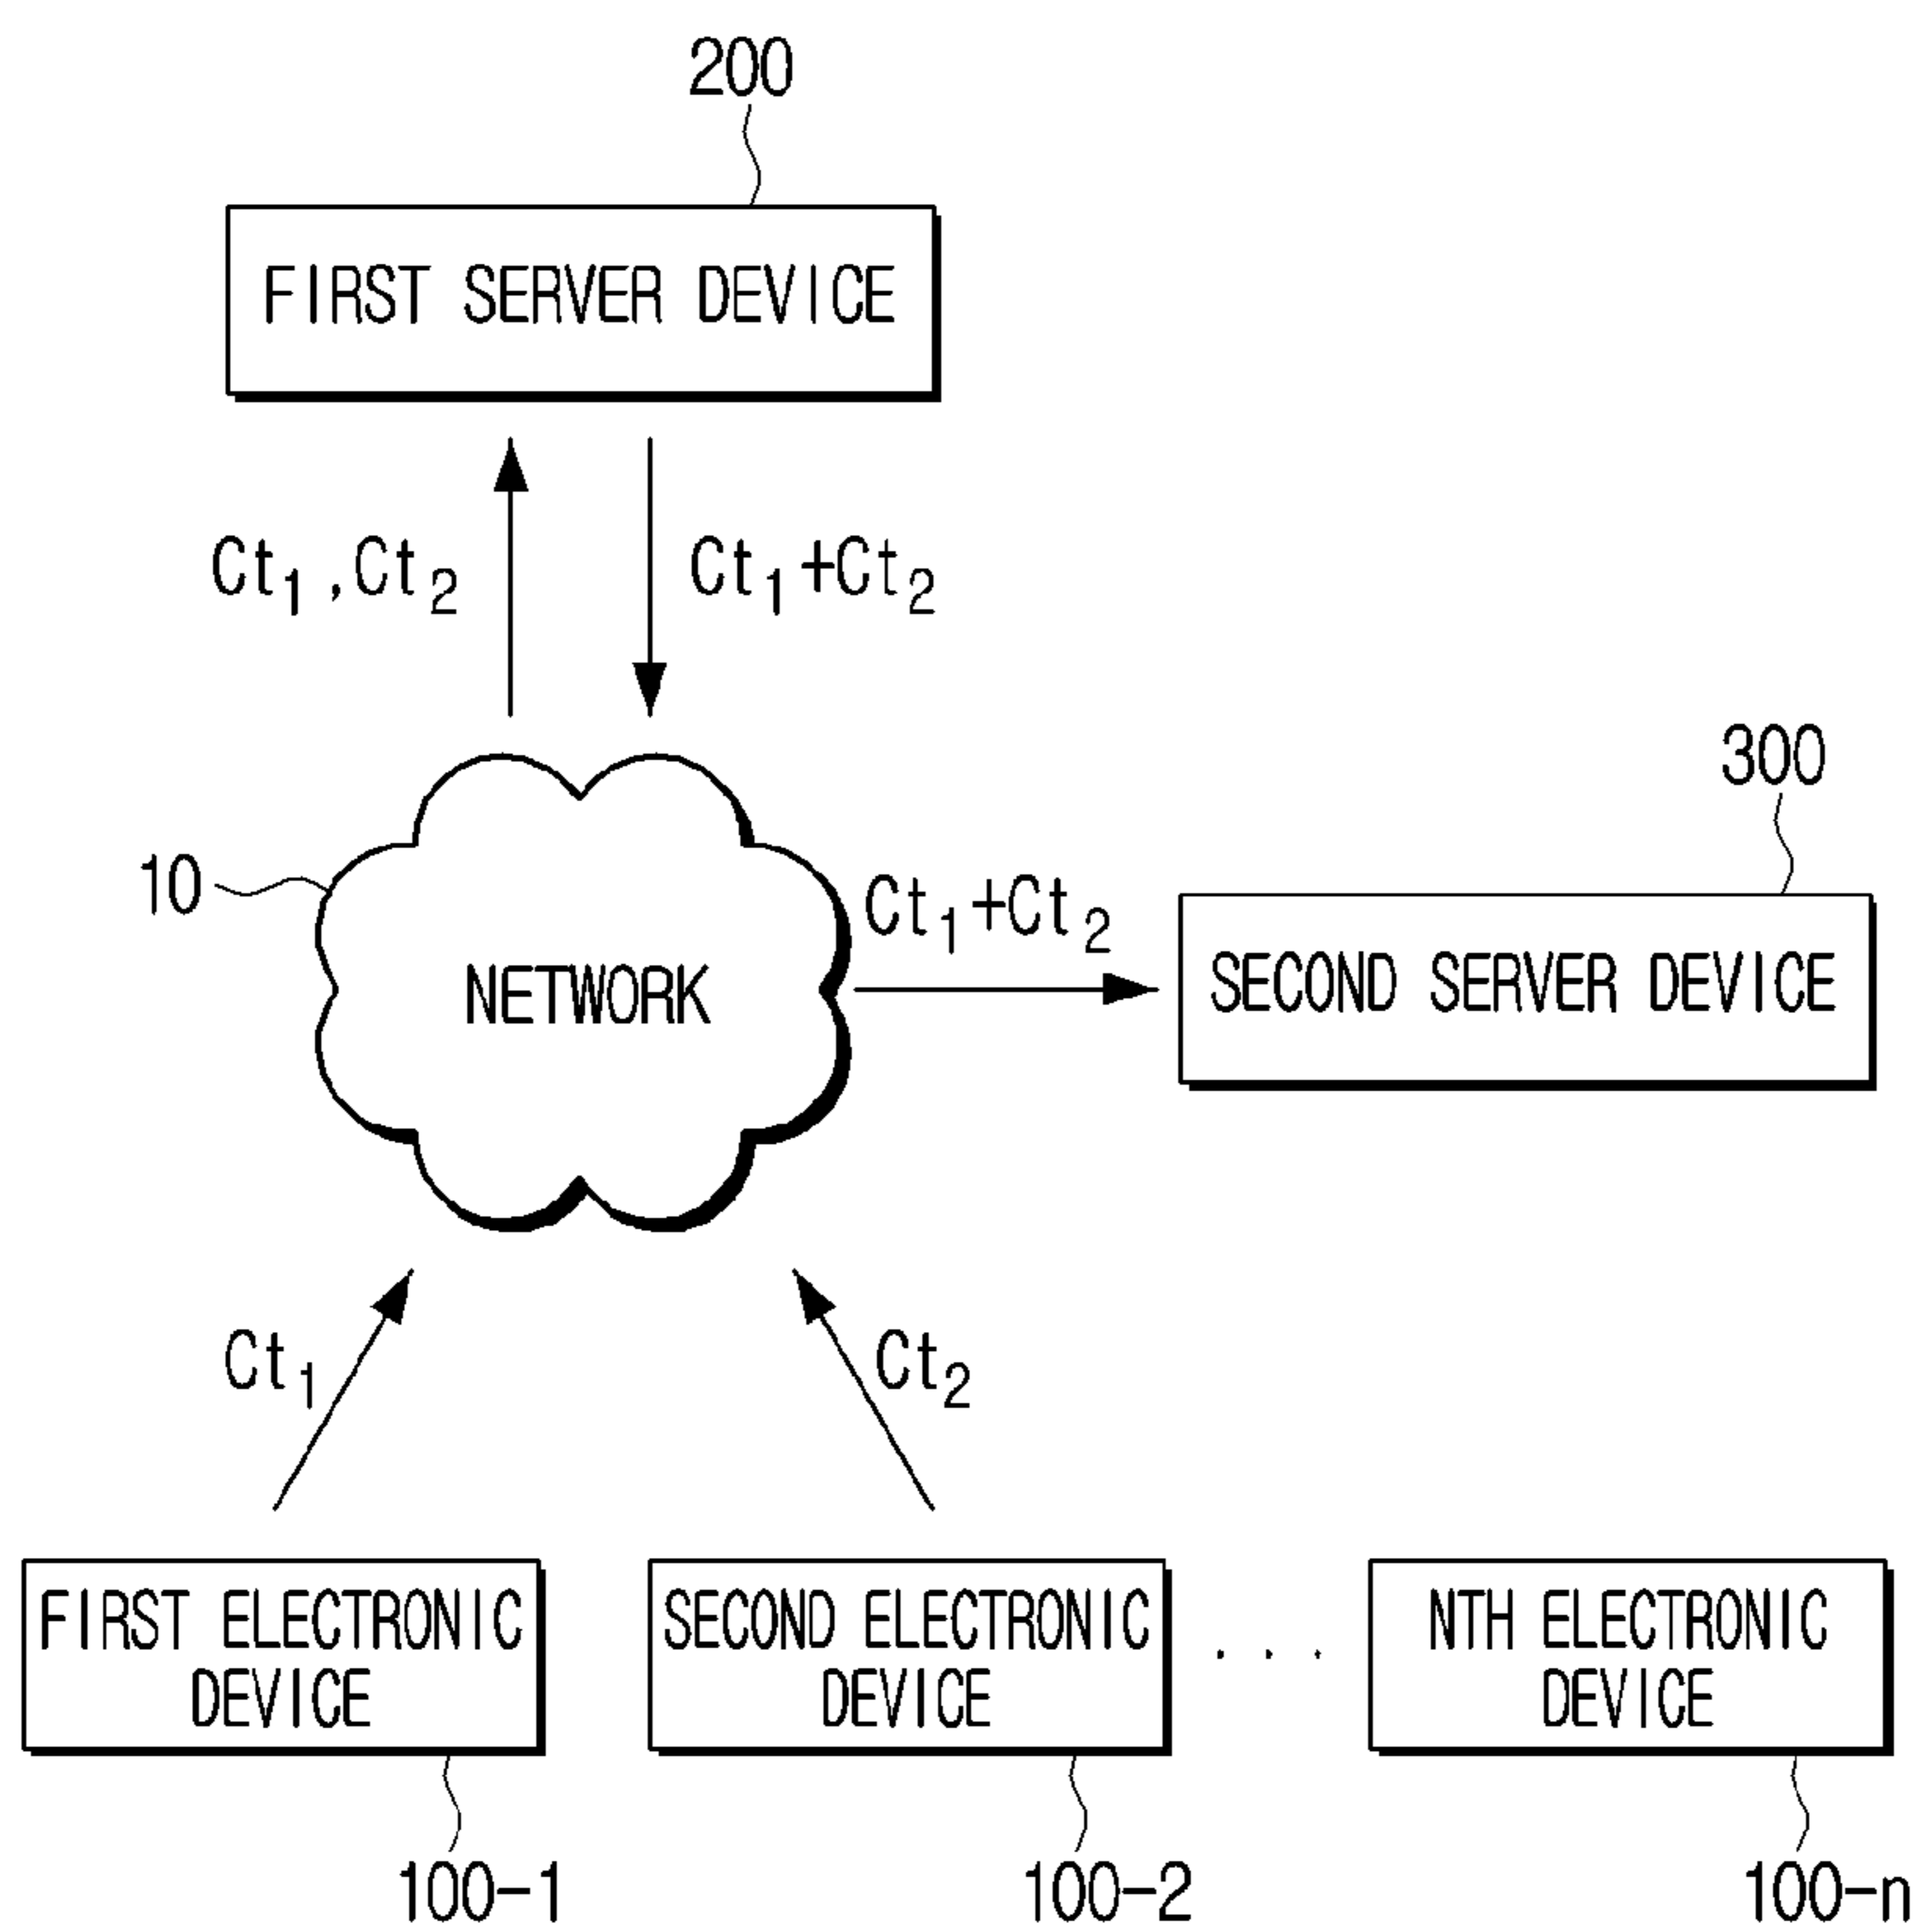 200
FIRST SERVER DEVICE
Ct₁,Ct₂
Ct₁+Ct₂
300
10
Ct₁+Ct₂
NETWORK
SECOND SERVER DEVICE
Ct₁
Ct₂
FIRST ELECTRONIC
DEVICE
SECOND ELECTRONIC
DEVICE
. . .
NTH ELECTRONIC
DEVICE
100-1
100-2
100-n